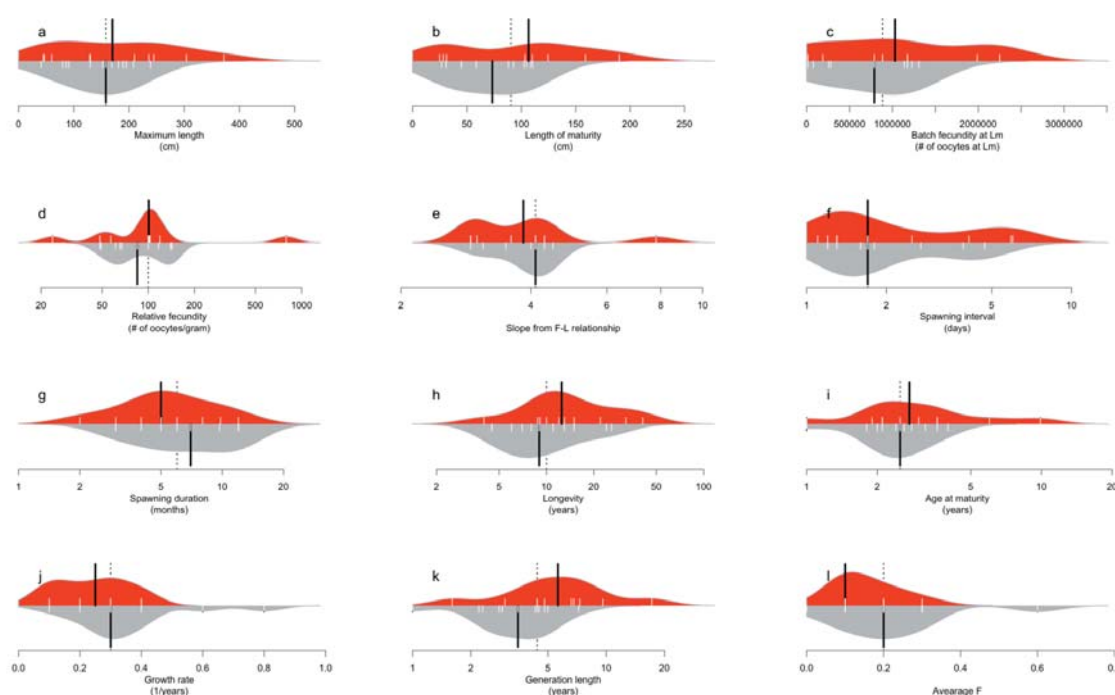 a b c
0 100 200 300 400 500 0 50 100 150 200 250 0 500000 1000000 2000000 3000000
Maximum length Length of maturity Batch fecundity at Lm
(cm) (cm) (# of oocytes at Lm)
d e f
20 50 100 200 500 1000 2 4 6 8 10 1 2 5 10
Relative fecundity Slope from F-L relationship Spawning interval
(# of oocytes/gram) (days)
g h i
1 2 5 10 20 2 5 10 20 50 100 1 2 5 10 20
Spawning duration Longevity Age at maturity
(months) (years) (years)
j k l
0.0 0.2 0.4 0.6 0.8 1.0 1 2 5 10 20 0.0 0.2 0.4 0.6 0.8
Growth rate Generation length Avearage F
(1/years) (years)